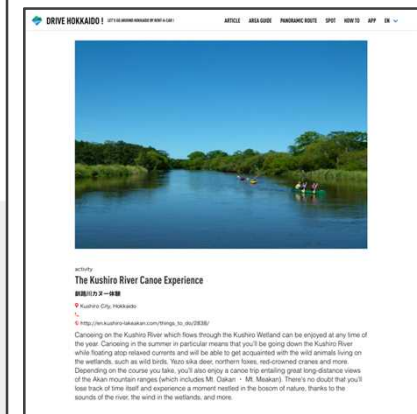 DRIVE HOKKAIDO !
LET'S GO AROUND HOKKAIDO BY RENT-A-CAR !
ARTICLE AREA GUIDE PANORAMIC ROUTE SPOT HOW TO APP EN
activity
The Kushiro River Canoe Experience
釧路川カヌー体験
Kushiro City, Hokkaido
http://en.kushiro-lakeakan.com/things_to_do/2836/
Canoeing on the Kushiro River which flows through the Kushiro Wetland can be enjoyed at any time of
the year. Canoeing in the summer in particular means that you'll be going down the Kushiro River
while floating atop relaxed currents and will be able to get acquainted with the wild animals living on
the wetlands, such as wild birds, Yezo sika deer, northern foxes, red-crowned cranes and more.
Depending on the course you take, you'll also enjoy a canoe trip entailing great long-distance views
of the Akan mountain ranges (which includes Mt. Oakan ・ Mt. Meakan). There's no doubt that you'll
lose track of time itself and experience a moment nestled in the bosom of nature, thanks to the
sounds of the river, the wind in the wetlands, and more.